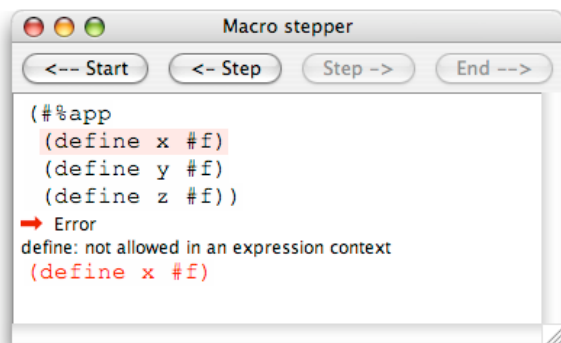 Macro stepper
<-- Start <- Step Step -> End -->
(#%app
(define x #f)
(define y #f)
(define z #f))
Error
define: not allowed in an expression context
(define x #f)